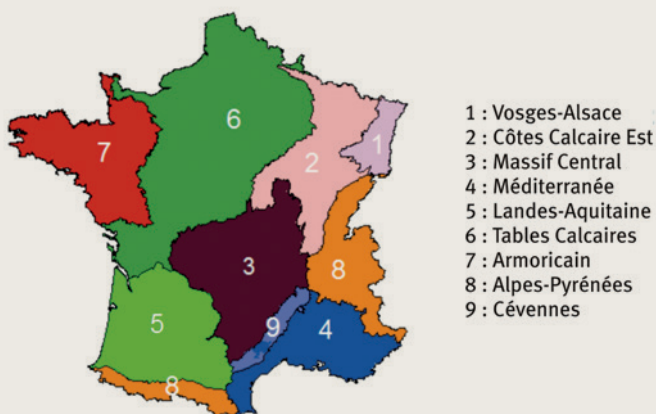 6
7
2
1
3
8
5
9
4
8
1 : Vosges-Alsace
2 : Côtes Calcaire Est
3 : Massif Central
4 : Méditerranée
5 : Landes-Aquitaine
6 : Tables Calcaires
7 : Armoricain
8 : Alpes-Pyrénées
9 : Cévennes